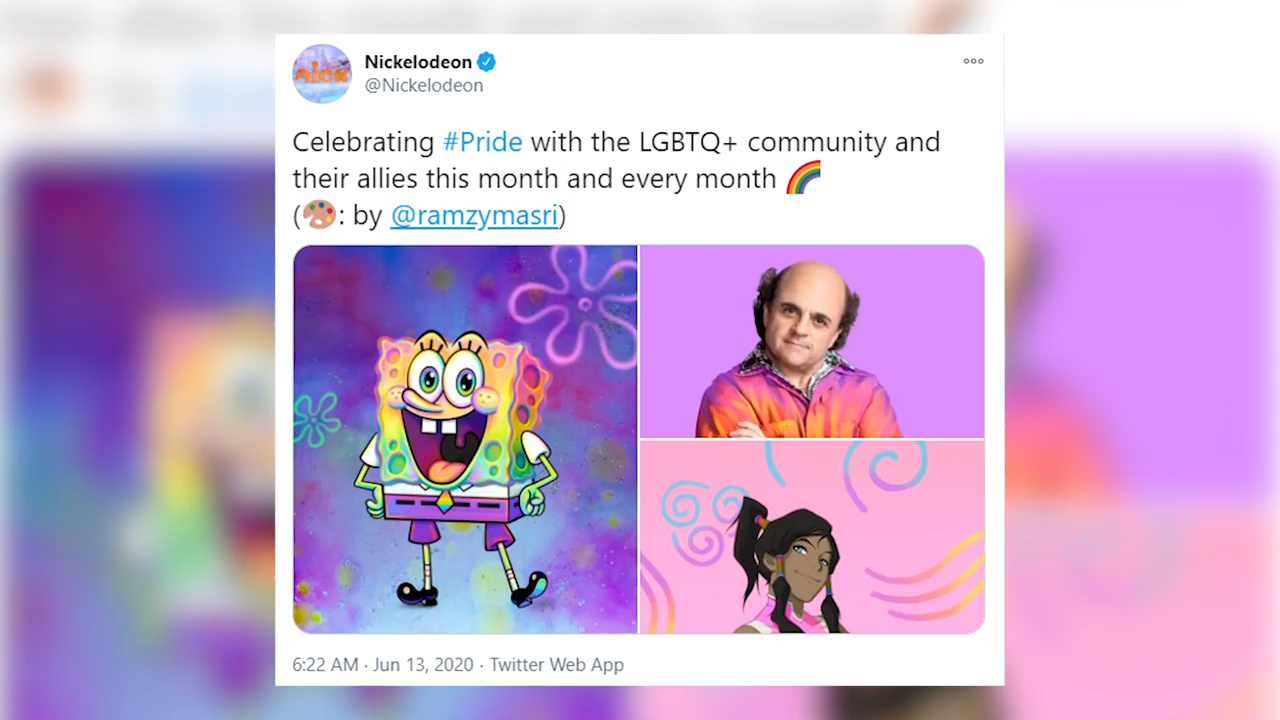 nick
Nickelodeon
@Nickelodeon
Celebrating #Pride with the LGBTQ+ community and
their allies this month and every month 🌈
(🎨: by @ramzymasri)
6:22 AM · Jun 13, 2020 · Twitter Web App